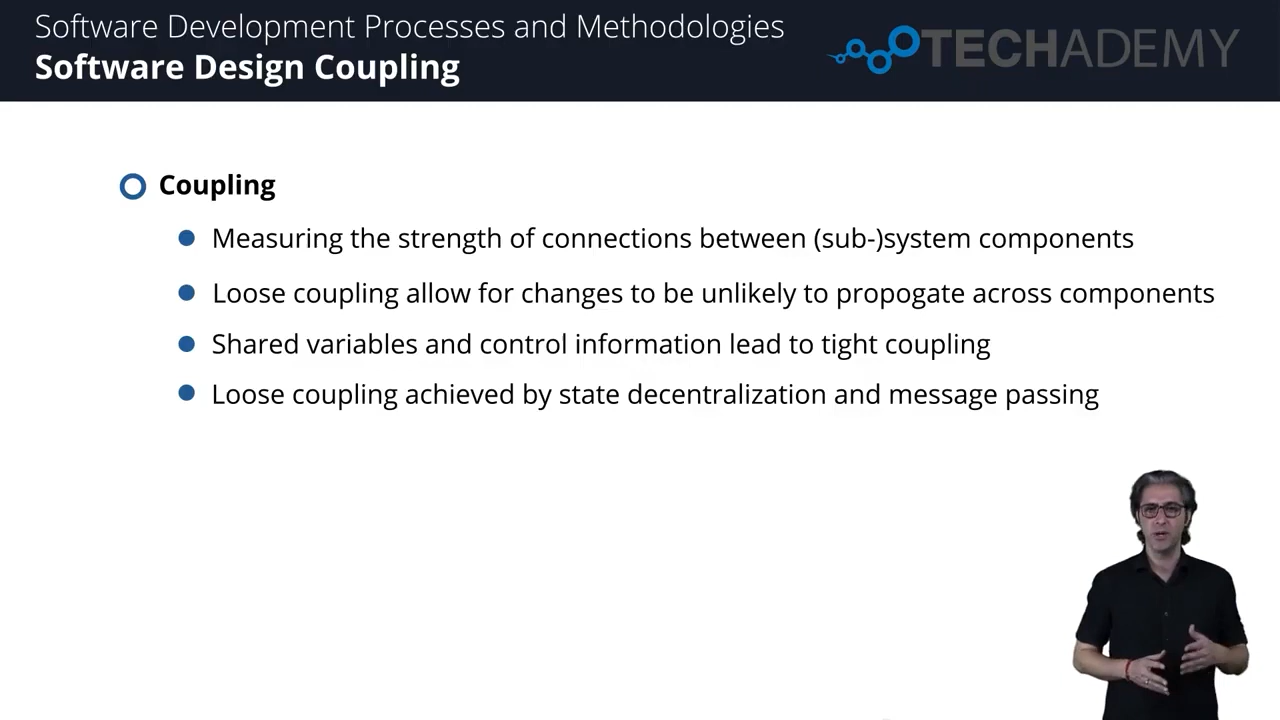 Software Development Processes and Methodologies
Software Design Coupling
TECHADEMY
Coupling
Measuring the strength of connections between (sub-)system components
Loose coupling allow for changes to be unlikely to propogate across components
Shared variables and control information lead to tight coupling
Loose coupling achieved by state decentralization and message passing